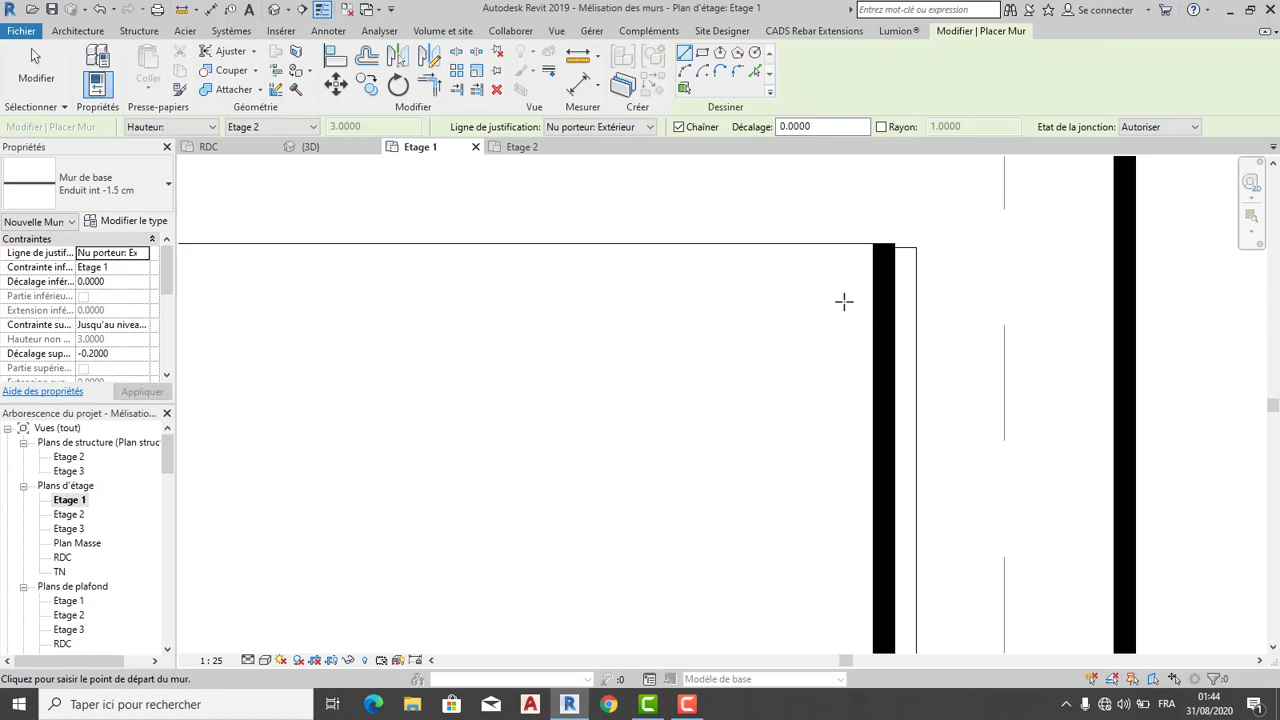 Autodesk Revit 2019 - Mélisation des murs - Plan d'étage: Etage 1
Entrez mot-clé ou expression
Se connecter
Fichier Architecture Structure Acier Systèmes Insérer Annoter Analyser Volume et site Collaborer Vue Gérer Compléments Site Designer CADS Rebar Extensions Lumion® Modifier | Placer Mur
Modifier
Coller
Ajuster
Couper
Attacher
Sélectionner Propriétés Presse-papiers Géométrie Modifier Vue Mesurer Créer Dessiner
Modifier | Placer Mur Hauteur: Etage 2 3.0000 Ligne de justification: Nu porteur: Extérieur Chaîner Décalage: 0.0000 Rayon: 1.0000 Etat de la jonction: Autoriser
Propriétés
RDC {3D} Etage 1 Etage 2
Mur de base
Enduit int -1.5 cm
Nouvelle Mur: Modifier le type
Contraintes
Ligne de justif... Nu porteur: Ex
Contrainte inf... Etage 1
Décalage infér... 0.0000
Partie inférieu...
Extension infé... 0.0000
Contrainte su... Jusqu'au nivea...
Hauteur non ... 3.0000
Décalage sup... -0.2000
Partie supérie...
Extension sup... 0.0000
Aide des propriétés Appliquer
Arborescence du projet - Mélisatio...
Vues (tout)
Plans de structure (Plan struc
Etage 2
Etage 3
Plans d'étage
Etage 1
Etage 2
Etage 3
Plan Masse
RDC
TN
Plans de plafond
Etage 1
Etage 2
Etage 3
RDC
1 : 25
Cliquez pour saisir le point de départ du mur.
:0
Modèle de base
:0
Taper ici pour rechercher
FRA
01:44
31/08/2020